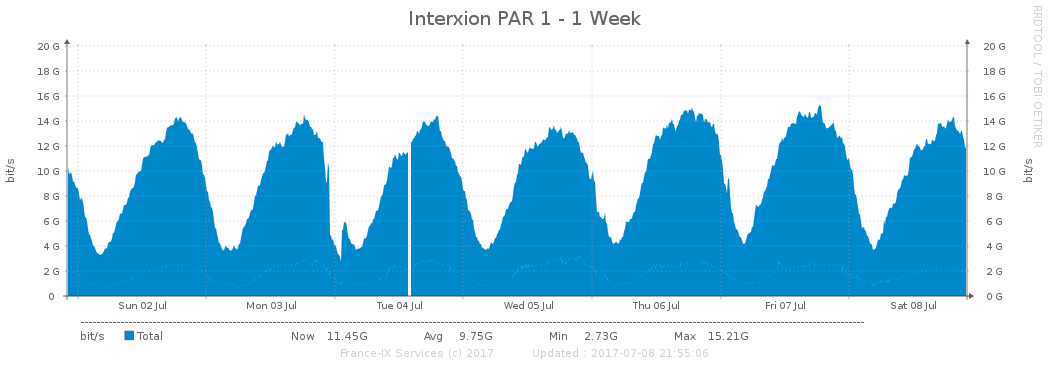 Interxion PAR 1 - 1 Week
RRDTOOL / TOBI OETIKER
20 G 20 G
18 G 18 G
16 G 16 G
14 G 14 G
12 G 12 G
10 G 10 G
8 G 8 G
6 G 6 G
4 G 4 G
2 G 2 G
0 0 G
bit/s
bit/s
Sun 02 Jul Mon 03 Jul Tue 04 Jul Wed 05 Jul Thu 06 Jul Fri 07 Jul Sat 08 Jul
bit/s Total Now 11.45G Avg 9.75G Min 2.73G Max 15.21G
France-IX Services (c) 2017 Updated : 2017-07-08 21:55:06